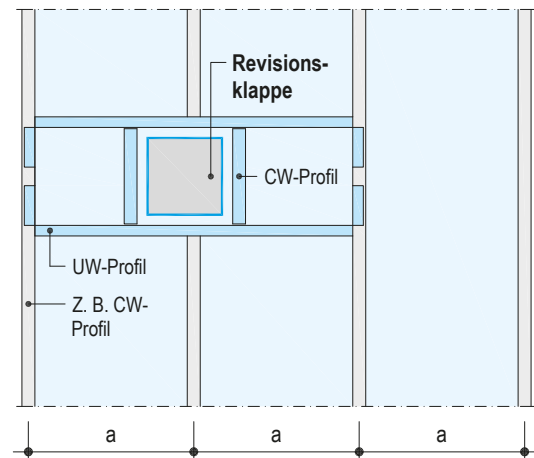 Revisions-
klappe
CW-Profil
UW-Profil
Z. B. CW-
Profil
a
a
a